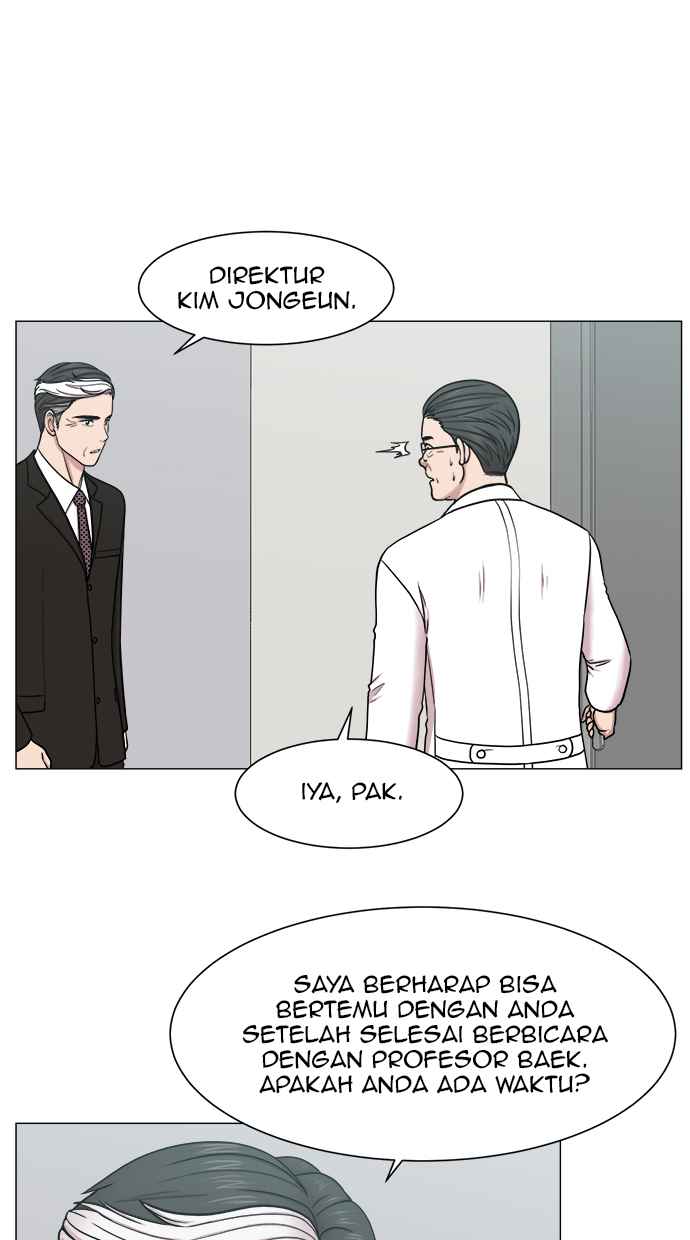 DIREKTUR
KIM JONGEUN.
IYA, PAK.
SAYA BERHARAP BISA
BERTEMU DENGAN ANDA
SETELAH SELESAI BERBICARA
DENGAN PROFESOR BAEK.
APAKAH ANDA ADA WAKTU?